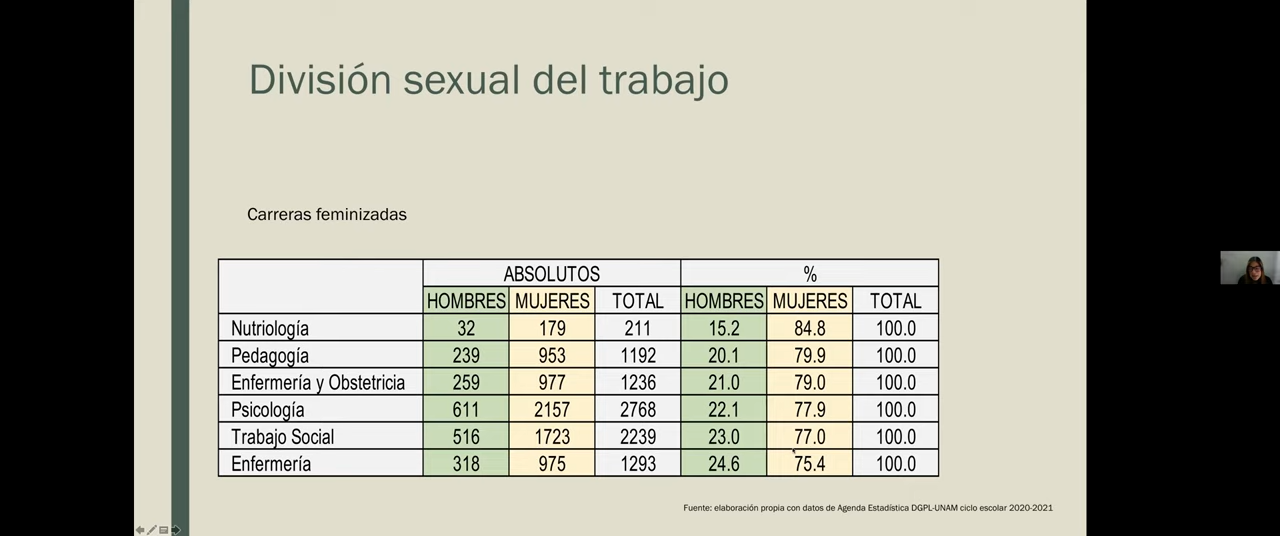 División sexual del trabajo
Carreras feminizadas
ABSOLUTOS %
HOMBRES MUJERES TOTAL HOMBRES MUJERES TOTAL
Nutriología 32 179 211 15.2 84.8 100.0
Pedagogía 239 953 1192 20.1 79.9 100.0
Enfermería y Obstetricia 259 977 1236 21.0 79.0 100.0
Psicología 611 2157 2768 22.1 77.9 100.0
Trabajo Social 516 1723 2239 23.0 77.0 100.0
Enfermería 318 975 1293 24.6 75.4 100.0
Fuente: elaboración propia con datos de Agenda Estadística DGPL-UNAM ciclo escolar 2020-2021